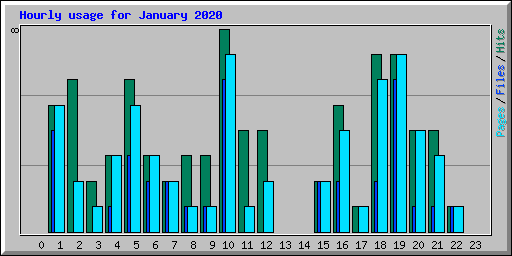 Hourly usage for January 2020
8
Pages/Files/Hits
0 1 2 3 4 5 6 7 8 9 10 11 12 13 14 15 16 17 18 19 20 21 22 23